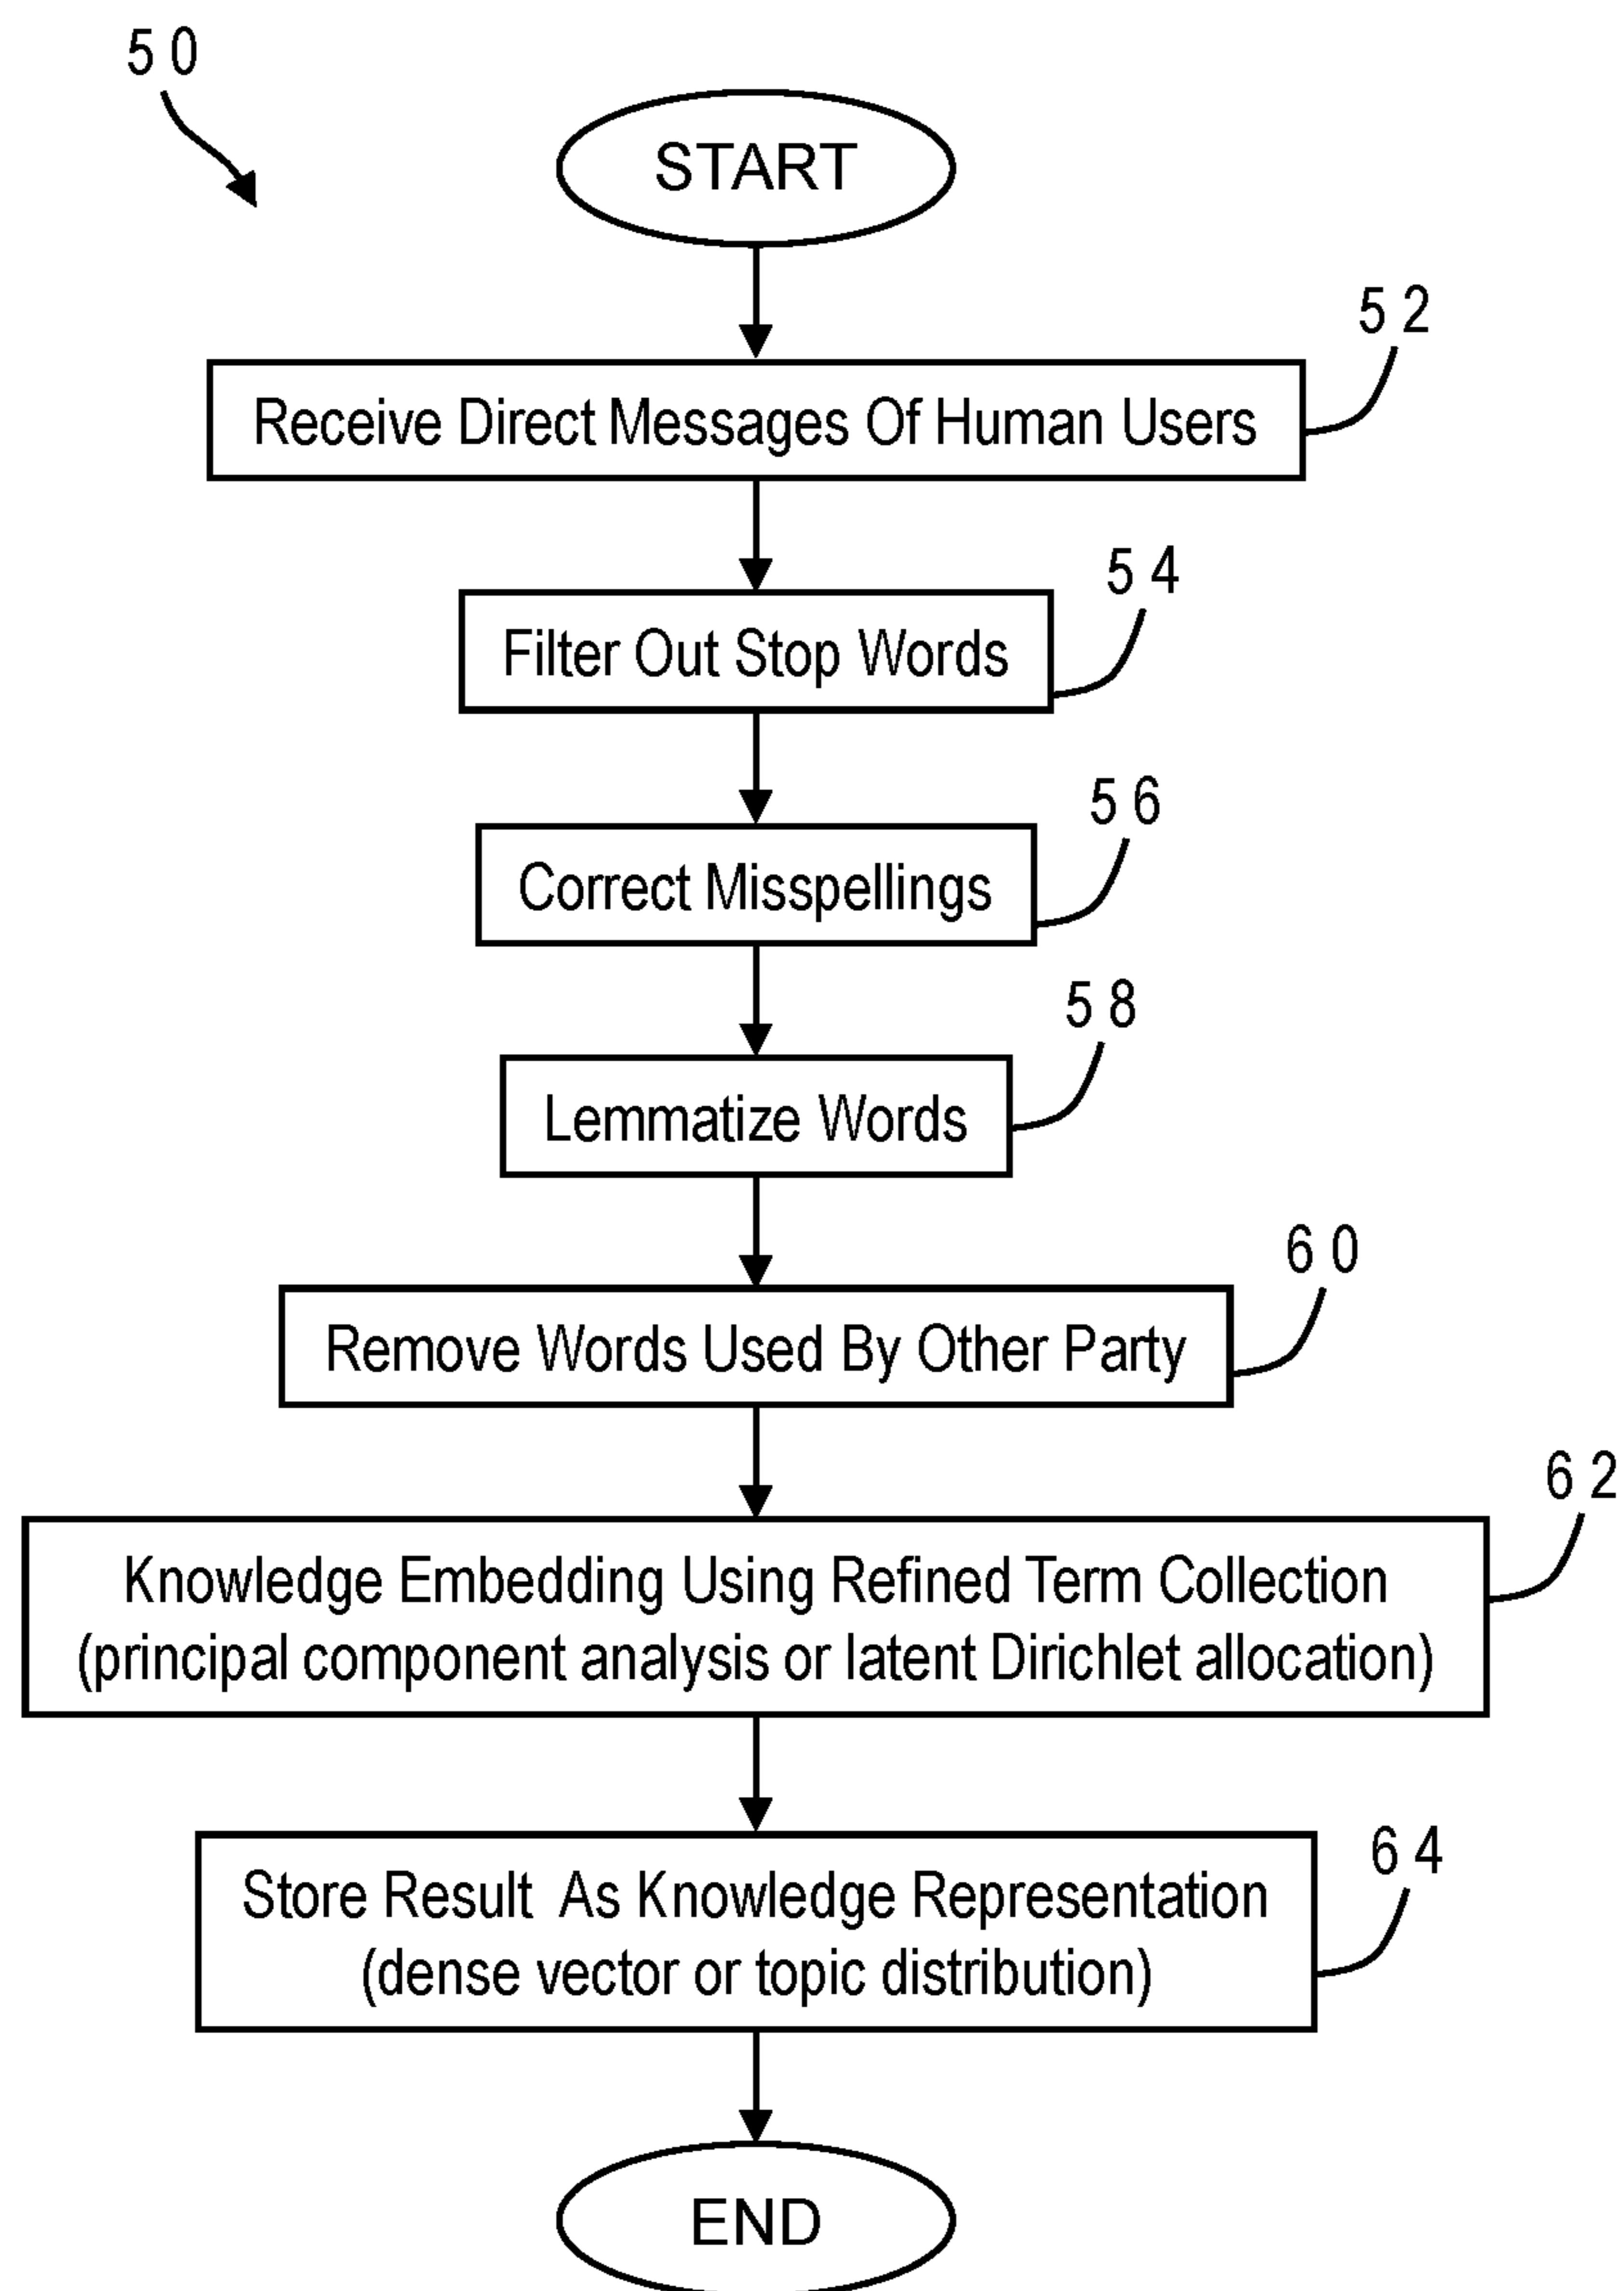 50
START
52
Receive Direct Messages Of Human Users
54
Filter Out Stop Words
56
Correct Misspellings
58
Lemmatize Words
60
Remove Words Used By Other Party
62
Knowledge Embedding Using Refined Term Collection
(principal component analysis or latent Dirichlet allocation)
64
Store Result As Knowledge Representation
(dense vector or topic distribution)
END